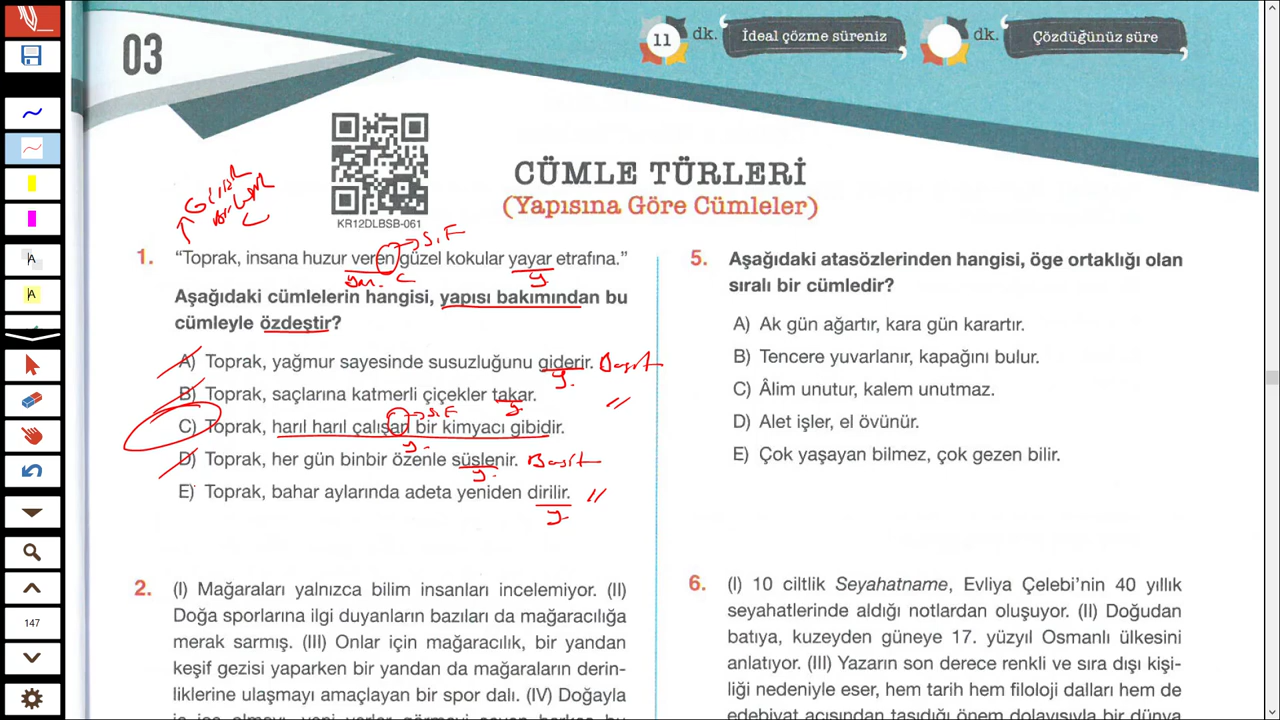 03
11 dk. İdeal çözme süreniz
dk. Çözdüğünüz süre
CÜMLE TÜRLERİ
(Yapısına Göre Cümleler)
KR12DLBSB-061
S.F
1. “Toprak, insana huzur veren güzel kokular yayar etrafına.”
y
Aşağıdaki cümlelerin hangisi, yapısı bakımından bu
cümleyle özdeştir?
A) Toprak, yağmur sayesinde susuzluğunu giderir. Basit
y.
B) Toprak, saçlarına katmerli çiçekler takar. "
y.
S.F
C) Toprak, harıl harıl çalışan bir kimyacı gibidir.
y.
D) Toprak, her gün binbir özenle süslenir. Basit
y.
E) Toprak, bahar aylarında adeta yeniden dirilir. "
y
2. (I) Mağaraları yalnızca bilim insanları incelemiyor. (II)
Doğa sporlarına ilgi duyanların bazıları da mağaracılığa
merak sarmış. (III) Onlar için mağaracılık, bir yandan
keşif gezisi yaparken bir yandan da mağaraların derin-
liklerine ulaşmayı amaçlayan bir spor dalı. (IV) Doğayla
5. Aşağıdaki atasözlerinden hangisi, öge ortaklığı olan
sıralı bir cümledir?
A) Ak gün ağartır, kara gün karartır.
B) Tencere yuvarlanır, kapağını bulur.
C) Âlim unutur, kalem unutmaz.
D) Alet işler, el övünür.
E) Çok yaşayan bilmez, çok gezen bilir.
6. (I) 10 ciltlik Seyahatname, Evliya Çelebi’nin 40 yıllık
seyahatlerinde aldığı notlardan oluşuyor. (II) Doğudan
batıya, kuzeyden güneye 17. yüzyıl Osmanlı ülkesini
anlatıyor. (III) Yazarın son derece renkli ve sıra dışı kişi-
liği nedeniyle eser, hem tarih hem filoloji dalları hem de
edebiyat açısından taşıdığı önem dolayısıyla bir dünya
A
A
147